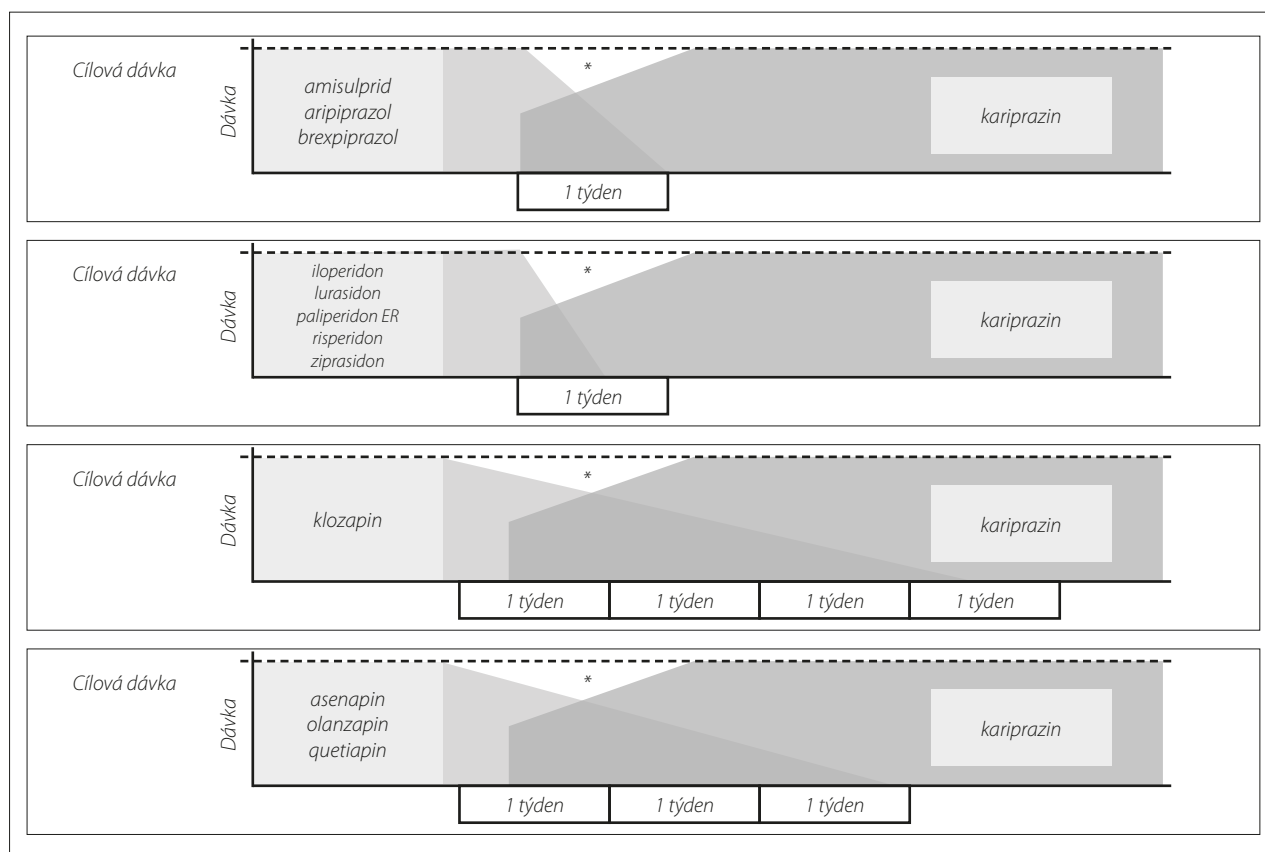 Cílová dávka
Dávka
amisulprid
aripiprazol
brexpiprazol
*
kariprazin
1 týden
Cílová dávka
Dávka
iloperidon
lurasidon
paliperidon ER
risperidon
ziprasidon
*
kariprazin
1 týden
Cílová dávka
Dávka
klozapin
*
kariprazin
1 týden 1 týden 1 týden 1 týden
Cílová dávka
Dávka
asenapin
olanzapin
quetiapin
*
kariprazin
1 týden 1 týden 1 týden